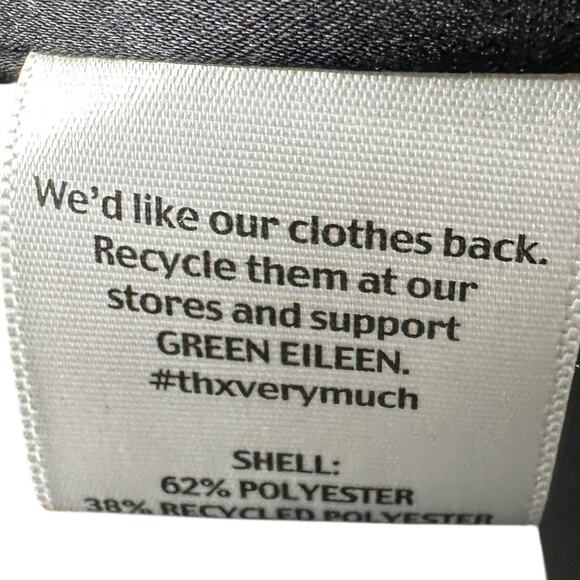 We'd like our clothes back.
Recycle them at our
stores and support
GREEN EILEEN.
#thxverymuch
SHELL:
62% POLYESTER
38% RECYCLED POLYESTER